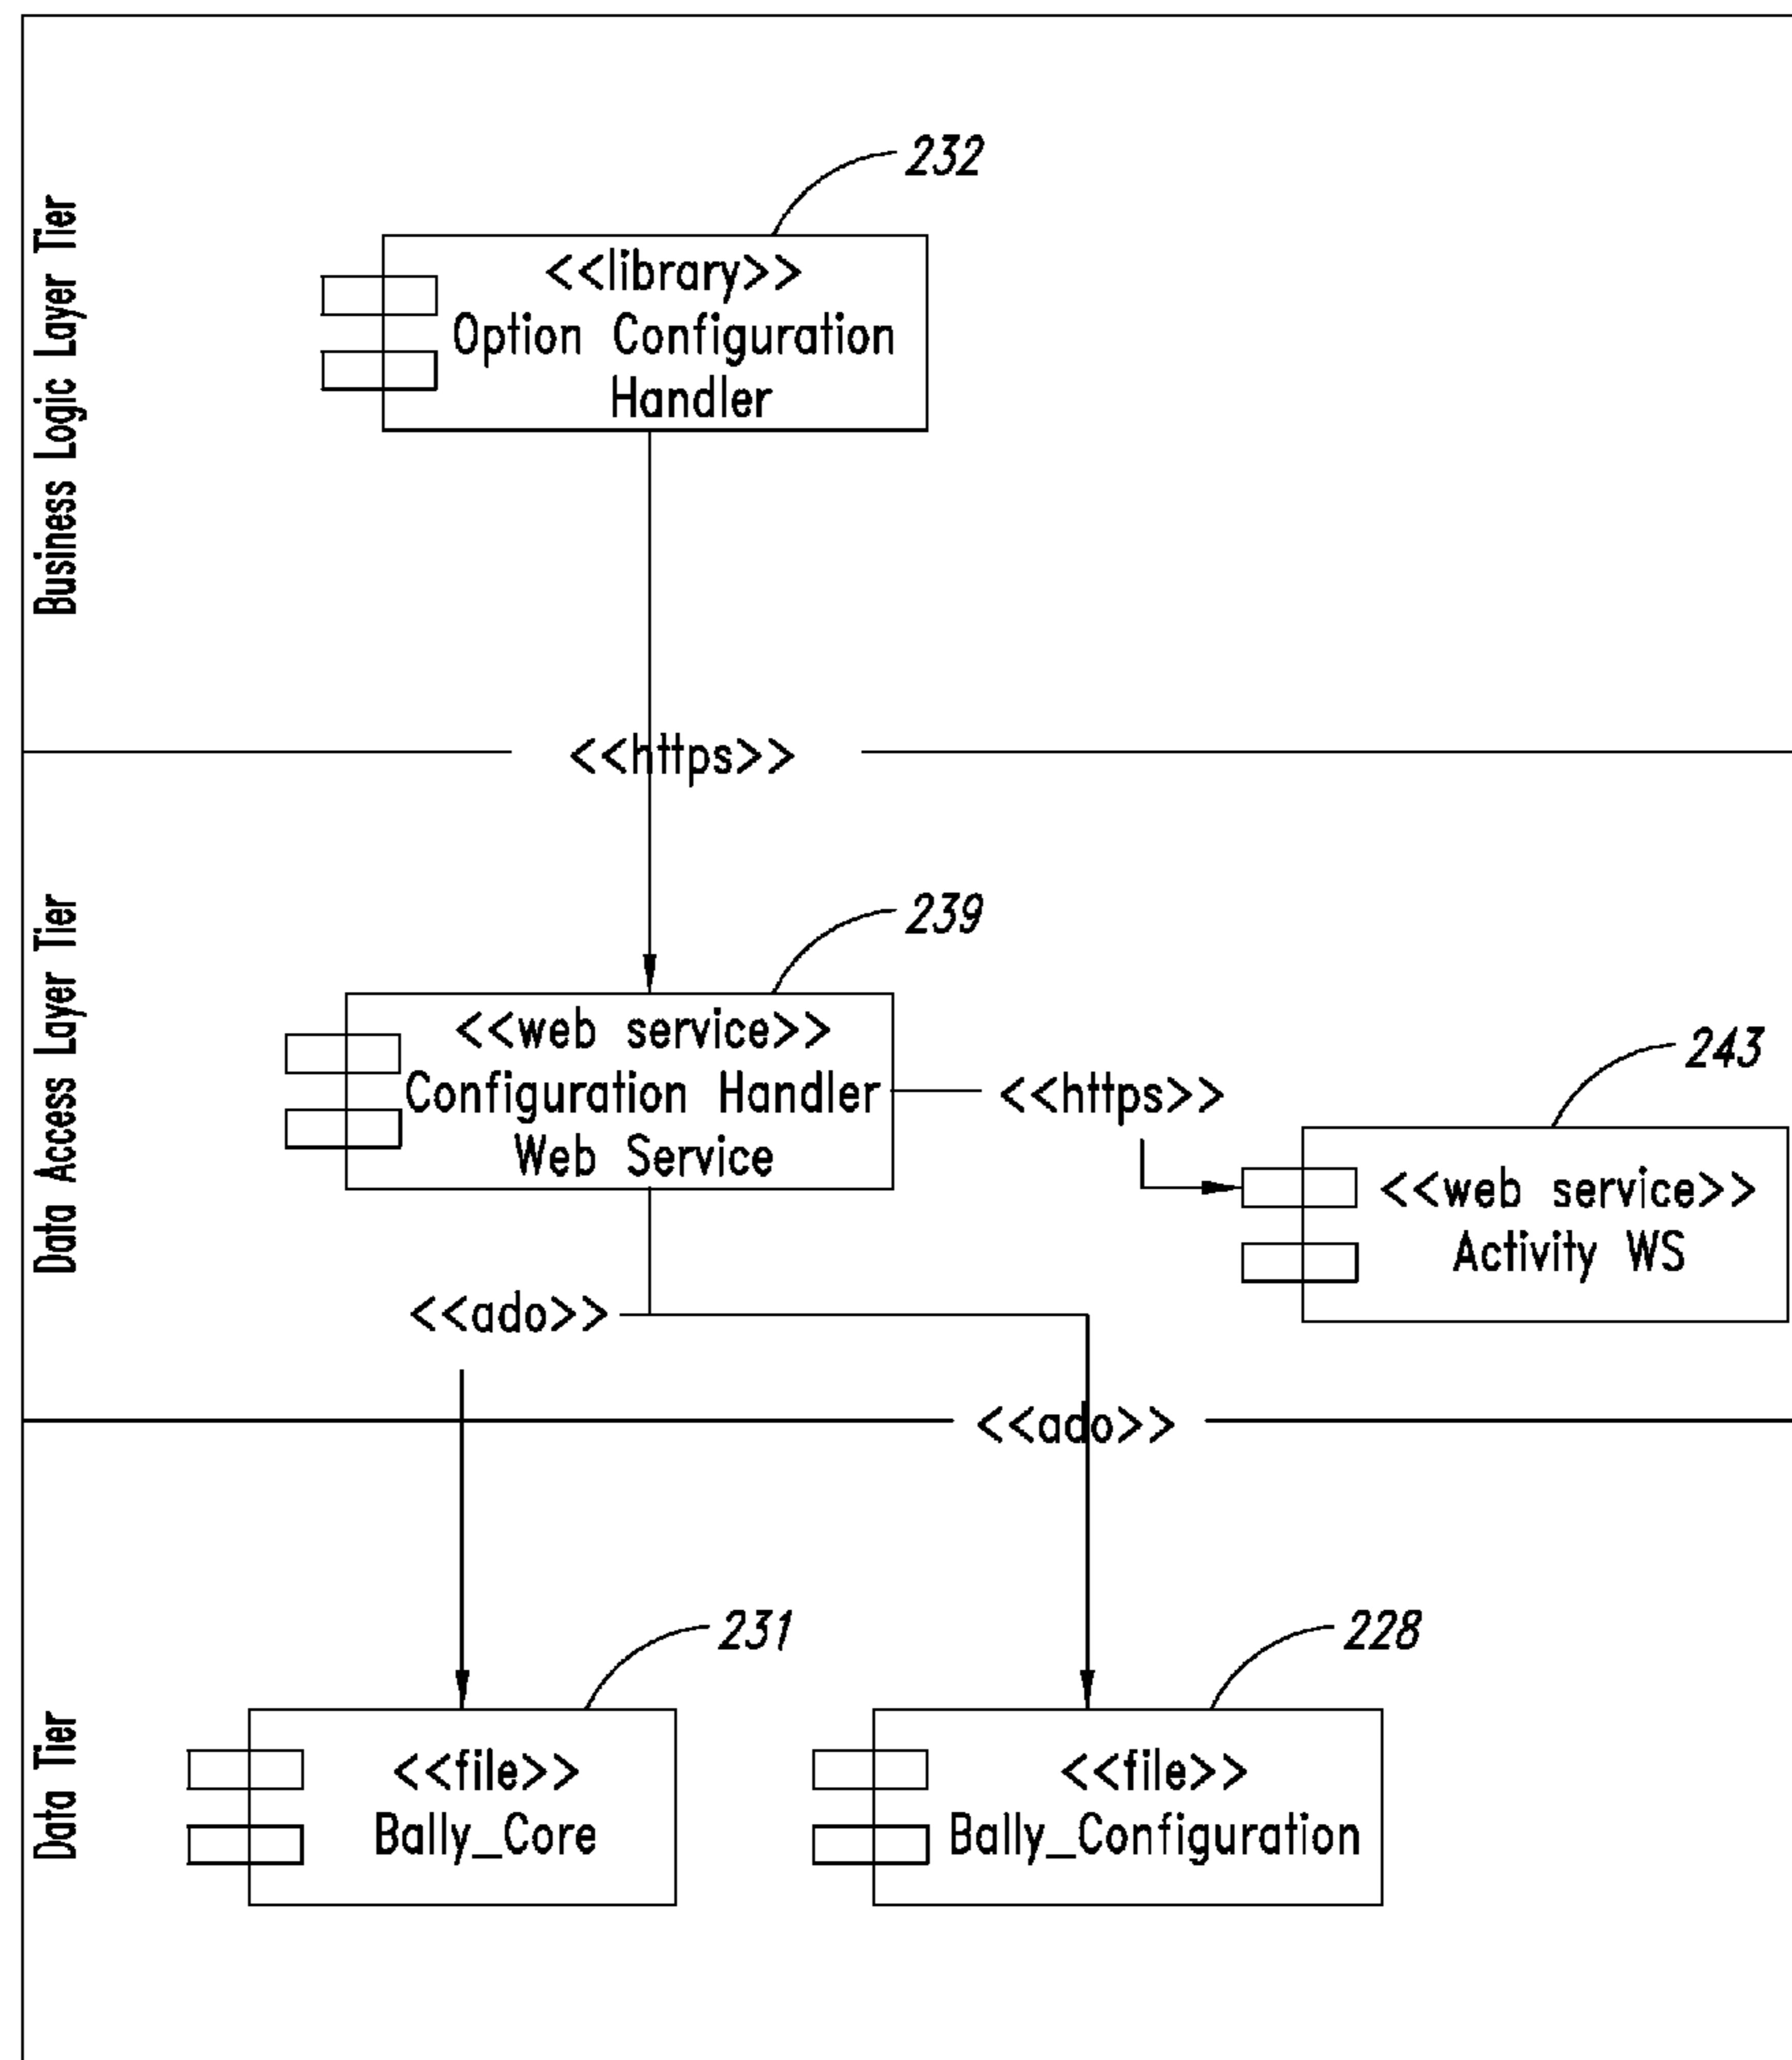 Business Logic Layer Tier
232
<<library>>
Option Configuration
Handler
<<https>>
Data Access Layer Tier
239
<<web service>>
Configuration Handler
Web Service
<<https>>
243
<<web service>>
Activity WS
<<ado>>
<<ado>>
Data Tier
231
<<file>>
Bally_Core
228
<<file>>
Bally_Configuration